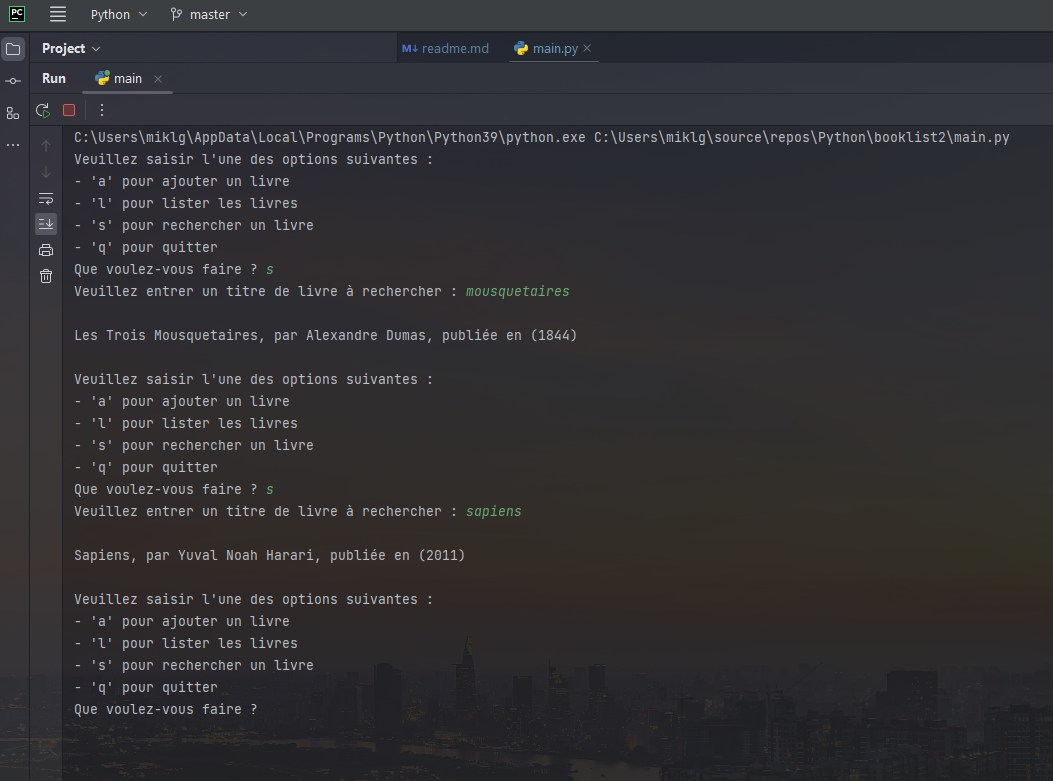 PC Python master
Project M↓ readme.md main.py
Run main
C:\Users\miklg\AppData\Local\Programs\Python\Python39\python.exe C:\Users\miklg\source\repos\Python\booklist2\main.py
Veuillez saisir l'une des options suivantes :
- 'a' pour ajouter un livre
- 'l' pour lister les livres
- 's' pour rechercher un livre
- 'q' pour quitter
Que voulez-vous faire ? s
Veuillez entrer un titre de livre à rechercher : mousquetaires
Les Trois Mousquetaires, par Alexandre Dumas, publiée en (1844)
Veuillez saisir l'une des options suivantes :
- 'a' pour ajouter un livre
- 'l' pour lister les livres
- 's' pour rechercher un livre
- 'q' pour quitter
Que voulez-vous faire ? s
Veuillez entrer un titre de livre à rechercher : sapiens
Sapiens, par Yuval Noah Harari, publiée en (2011)
Veuillez saisir l'une des options suivantes :
- 'a' pour ajouter un livre
- 'l' pour lister les livres
- 's' pour rechercher un livre
- 'q' pour quitter
Que voulez-vous faire ?